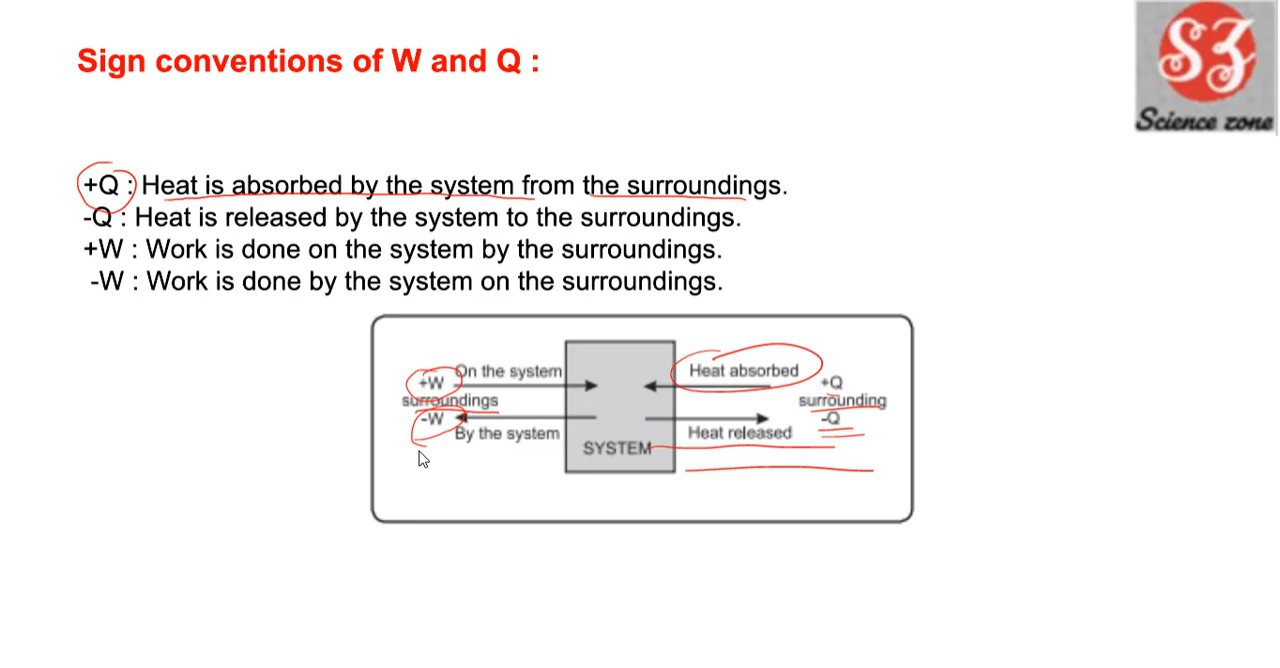 Sign conventions of W and Q :
SZ
Science zone
+Q : Heat is absorbed by the system from the surroundings.
-Q : Heat is released by the system to the surroundings.
+W : Work is done on the system by the surroundings.
-W : Work is done by the system on the surroundings.
On the system
+W
surroundings
-W
By the system
SYSTEM
Heat absorbed
+Q
surrounding
-Q
Heat released